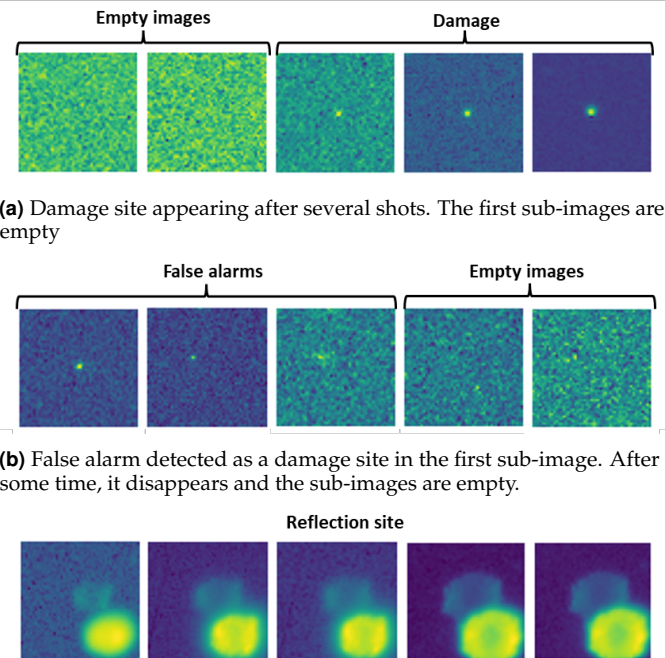 Empty images
Damage
(a) Damage site appearing after several shots. The first sub-images are
empty
False alarms
Empty images
(b) False alarm detected as a damage site in the first sub-image. After
some time, it disappears and the sub-images are empty.
Reflection site